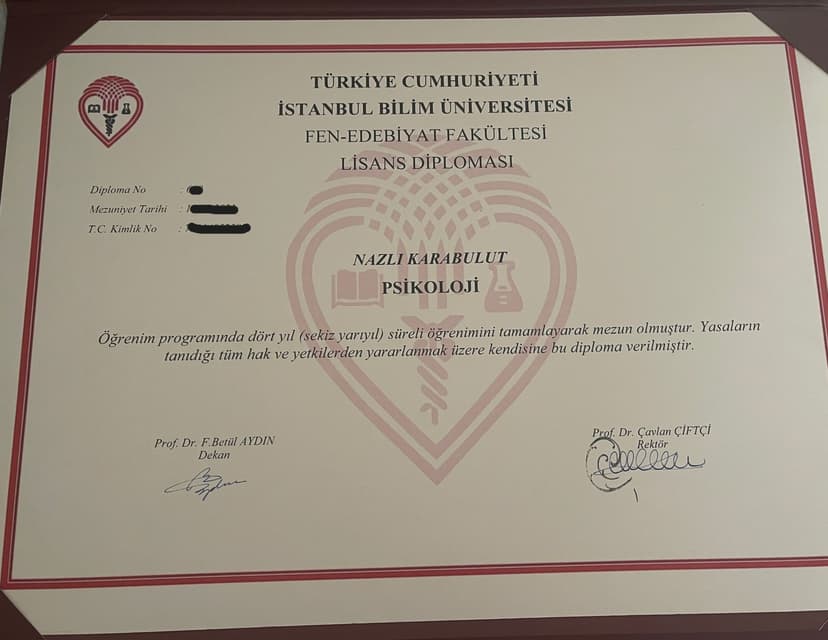 TÜRKİYE CUMHURİYETİ
İSTANBUL BİLİM ÜNİVERSİTESİ
FEN-EDEBİYAT FAKÜLTESİ
LİSANS DİPLOMASI
Diploma No :
Mezuniyet Tarihi :
T.C. Kimlik No :
NAZLI KARABULUT
PSİKOLOJİ
Öğrenim programında dört yıl (sekiz yarıyıl) süreli öğrenimini tamamlayarak mezun olmuştur. Yasaların
tanıdığı tüm hak ve yetkilerden yararlanmak üzere kendisine bu diploma verilmiştir.
Prof. Dr. F.Betül AYDIN
Dekan
Prof. Dr. Çavlan ÇİFTÇİ
Rektör